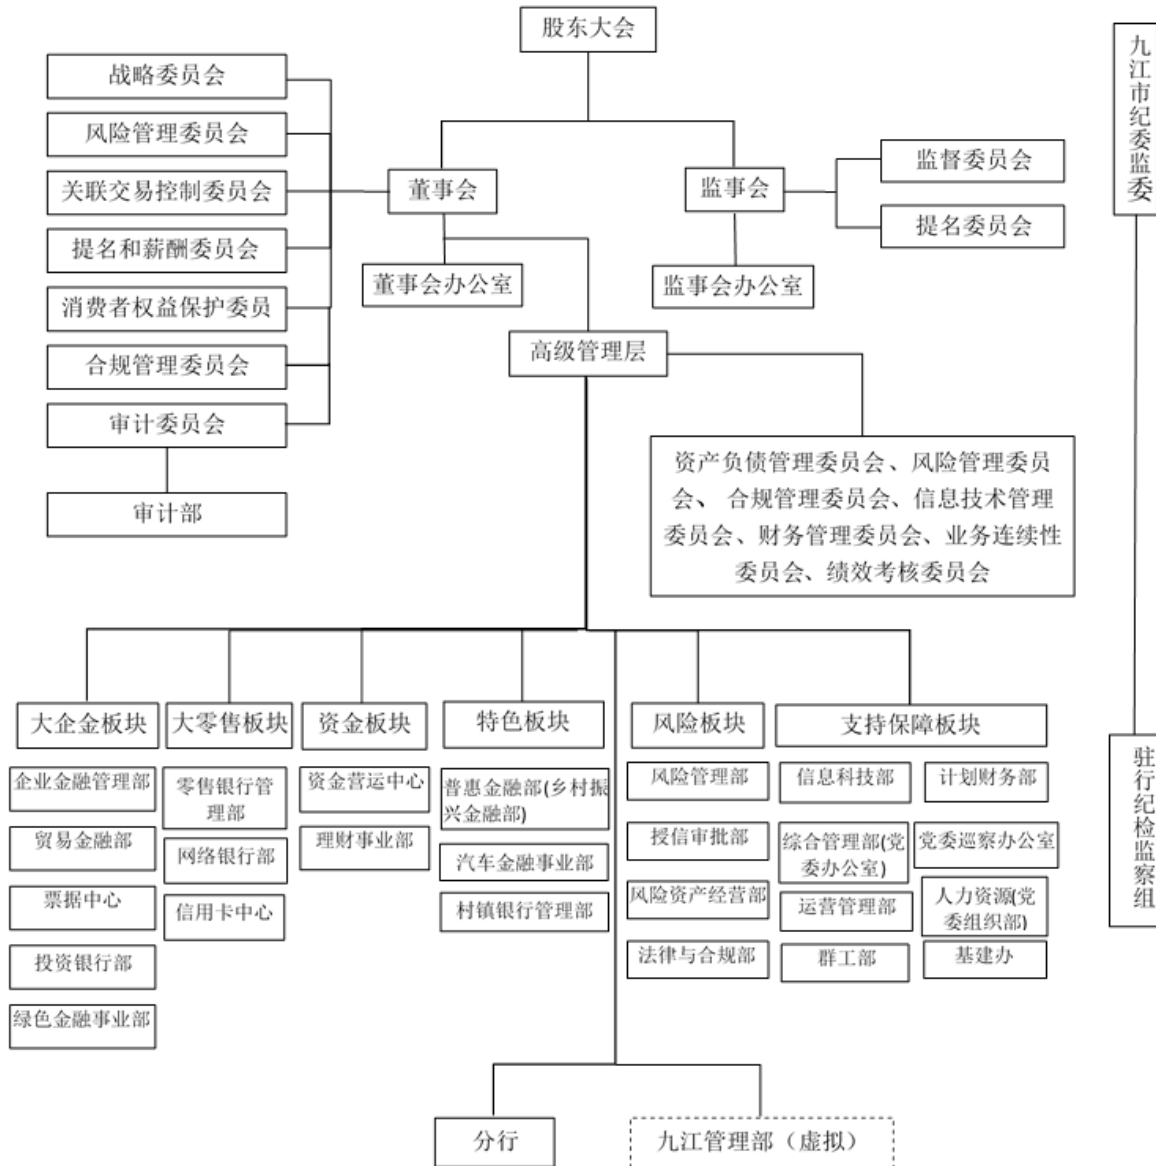 股东大会
九江市纪委监委
战略委员会
风险管理委员会
关联交易控制委员会
提名和薪酬委员会
消费者权益保护委员
合规管理委员会
审计委员会
审计部
董事会
监事会
监督委员会
提名委员会
董事会办公室
监事会办公室
高级管理层
资产负债管理委员会、风险管理委员
会、 合规管理委员会、信息技术管理
委员会、财务管理委员会、业务连续性
委员会、绩效考核委员会
大企金板块
企业金融管理部
贸易金融部
票据中心
投资银行部
绿色金融事业部
大零售板块
零售银行管
理部
网络银行部
信用卡中心
资金板块
资金营运中心
理财事业部
特色板块
普惠金融部(乡村振
兴金融部)
汽车金融事业部
村镇银行管理部
风险板块
风险管理部
授信审批部
风险资产经营部
法律与合规部
支持保障板块
信息科技部
综合管理部(党
委办公室)
运营管理部
群工部
计划财务部
党委巡察办公室
人力资源(党
委组织部)
基建办
驻行纪检监察组
分行
九江管理部（虚拟）